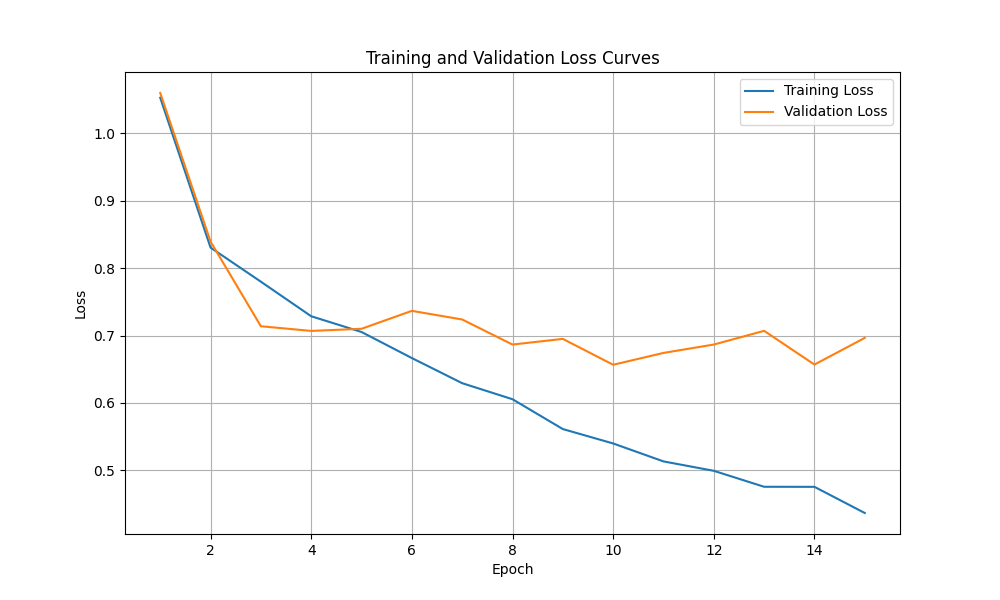 Training and Validation Loss Curves
Training Loss
Validation Loss
1.0
0.9
0.8
0.7
0.6
0.5
Loss
2 4 6 8 10 12 14
Epoch